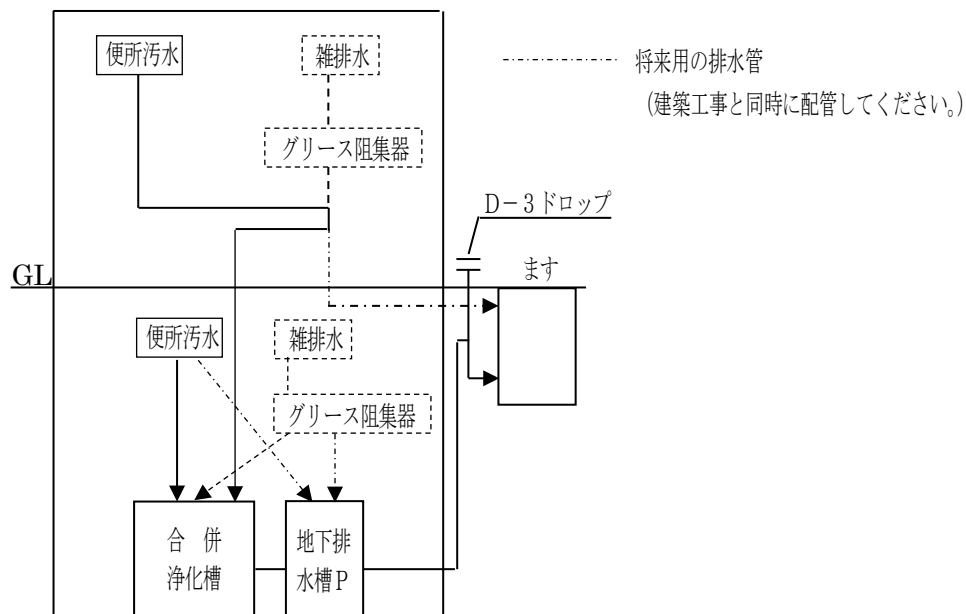 便所汚水
雑排水
将来用の排水管
(建築工事と同時に配管してください。)
グリース阻集器
D-3ドロップ
GL
ます
便所汚水
雑排水
グリース阻集器
合 併
浄化槽
地下排
水槽P